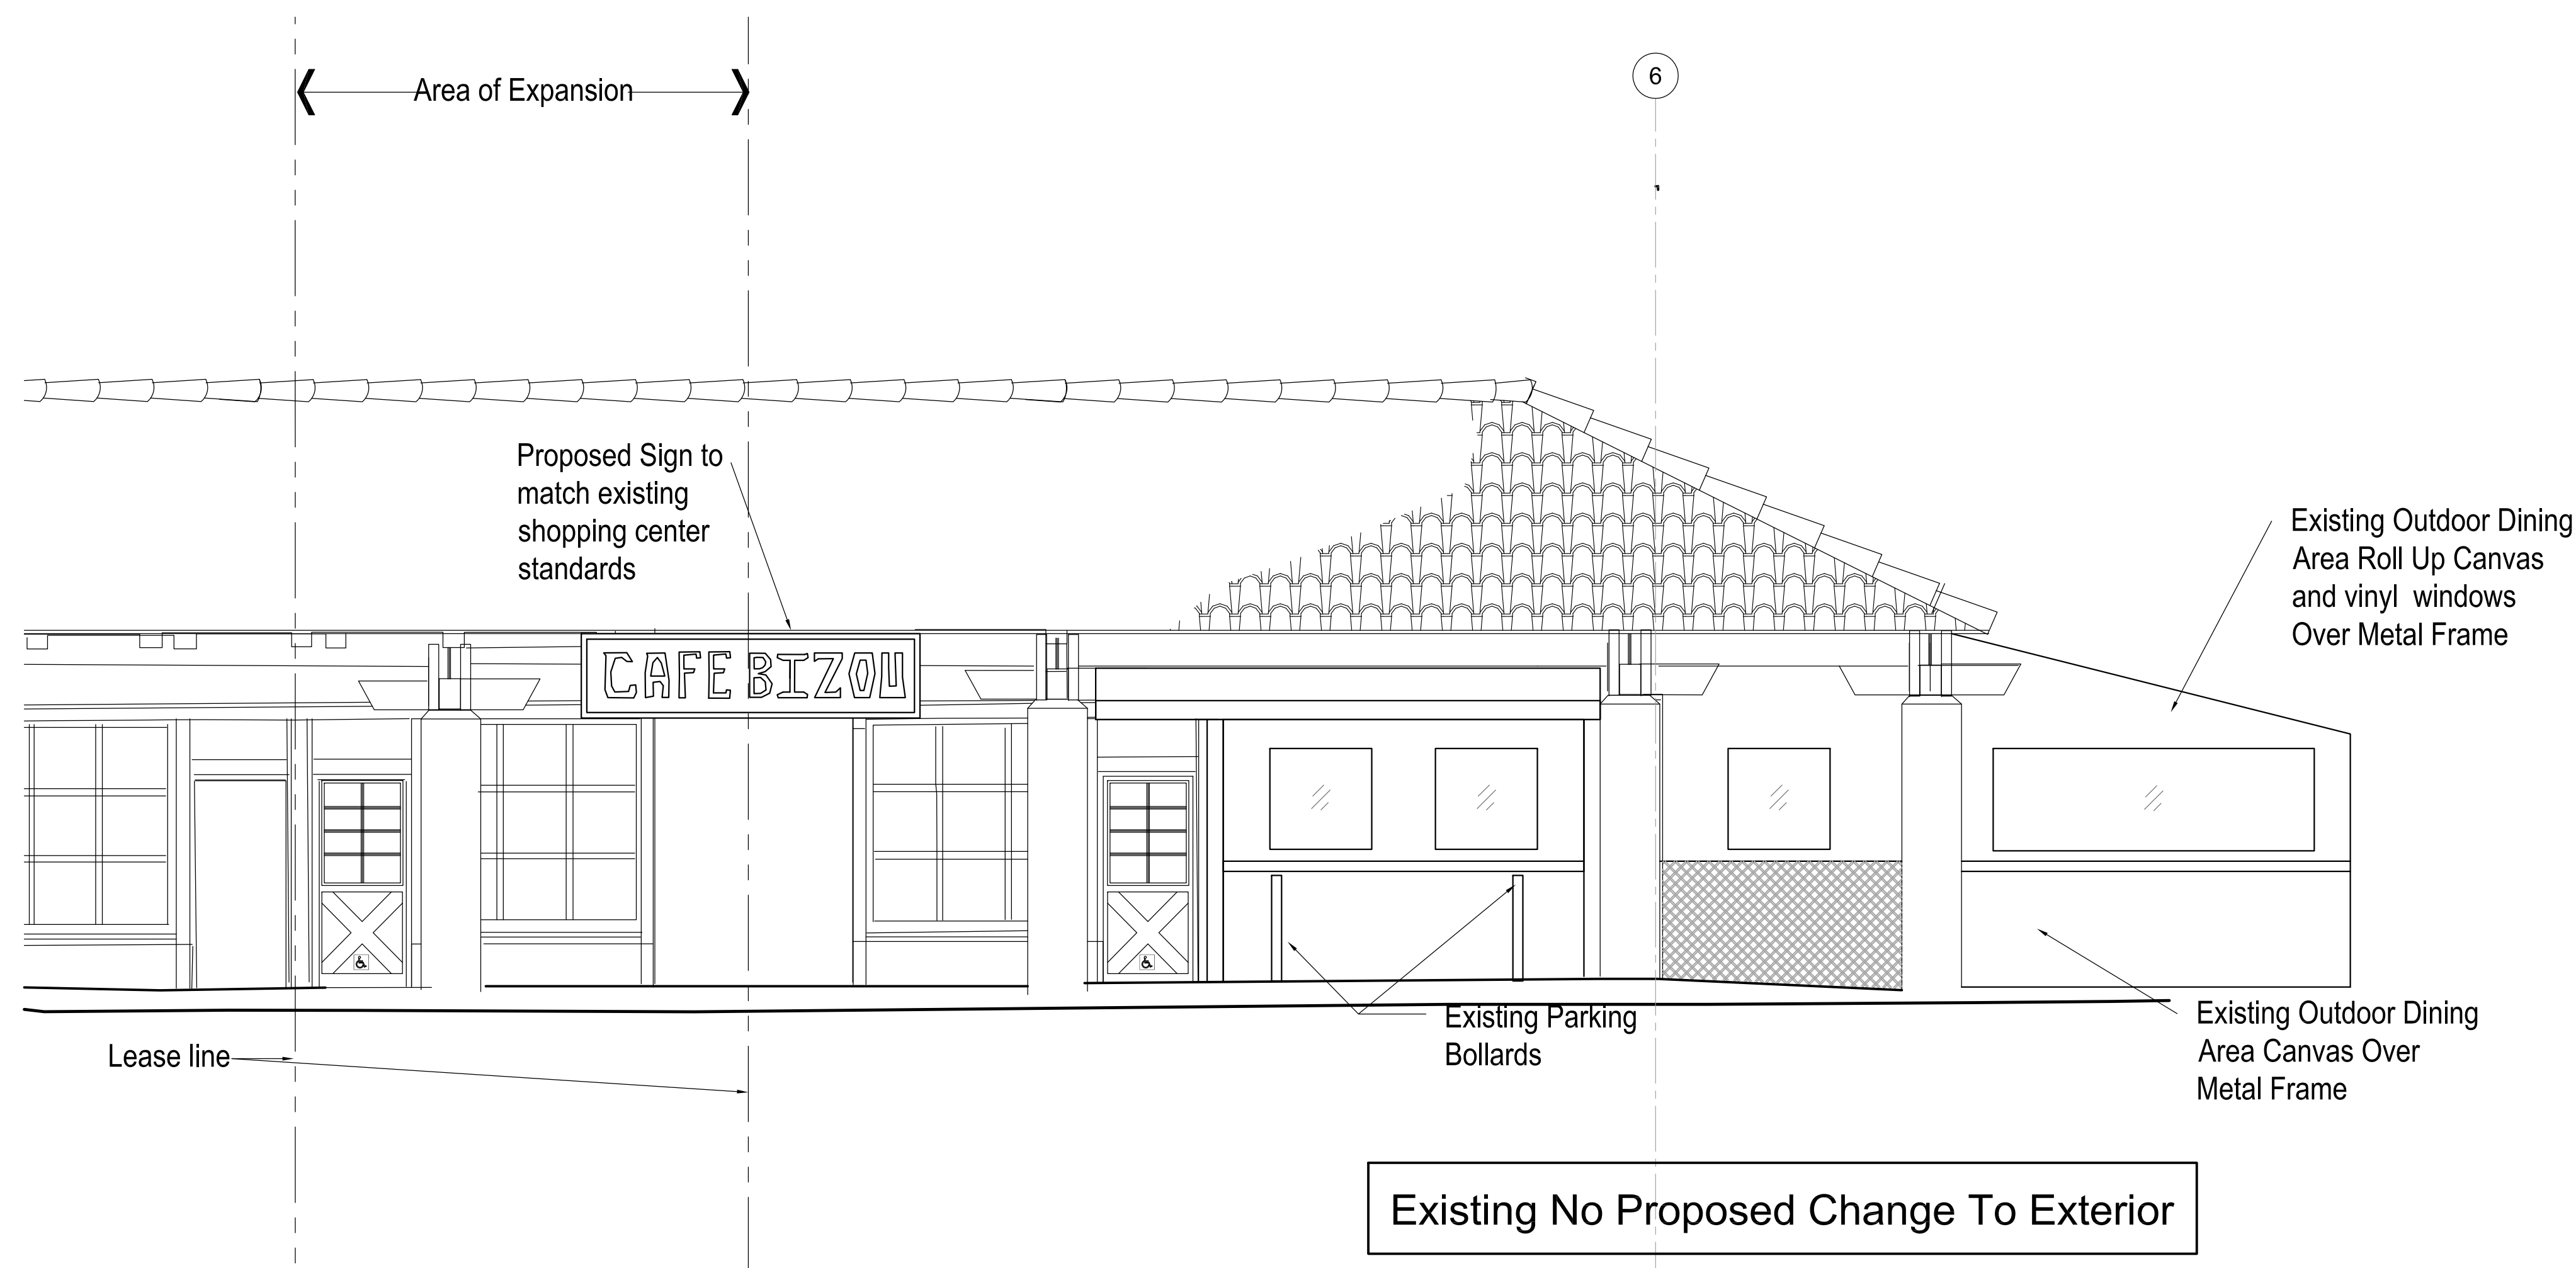 Area of Expansion
6
Proposed Sign to
match existing
shopping center
standards
Existing Outdoor Dining
Area Roll Up Canvas
and vinyl windows
Over Metal Frame
CAFE BIZOU
Existing Parking
Bollards
Existing Outdoor Dining
Area Canvas Over
Metal Frame
Lease line
Existing No Proposed Change To Exterior